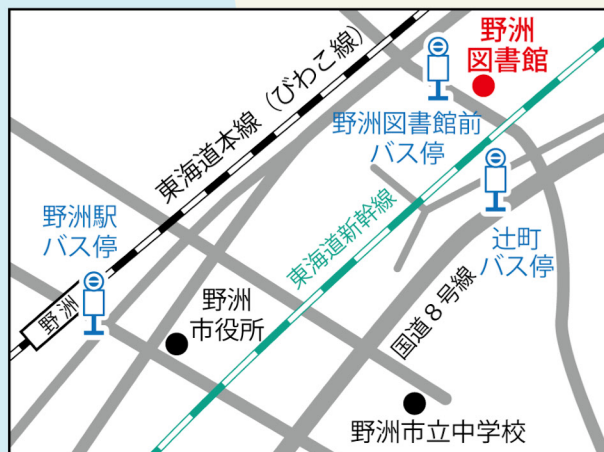 野洲
図書館
東海道本線（びわこ線）
野洲図書館前
バス停
野洲駅
バス停
東海道新幹線
辻町
バス停
野洲
野洲
市役所
国道８号線
野洲市立中学校